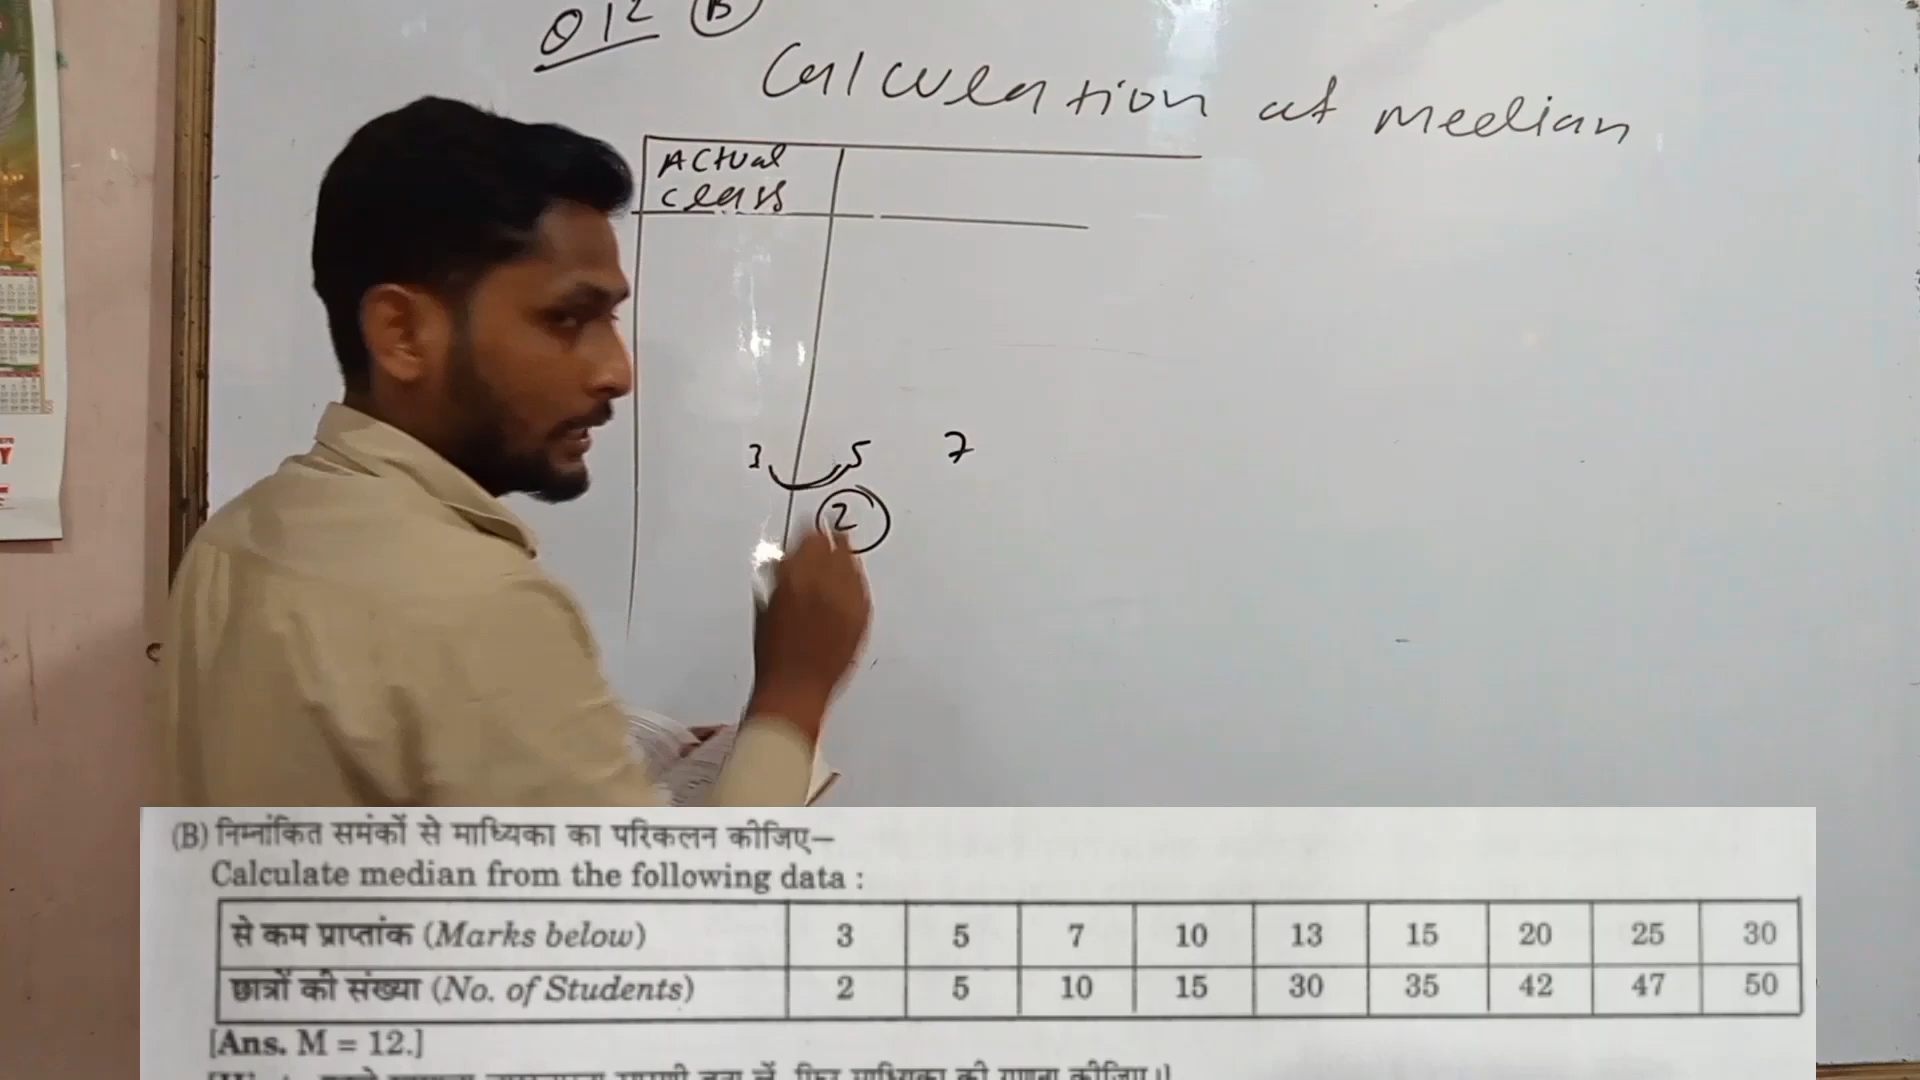 Q 12 (B)
Calculation of median
Actual
class
3 5 7
2
(B) निम्नांकित समंकों से माध्यिका का परिकलन कीजिए–
Calculate median from the following data :
से कम प्राप्तांक (Marks below) 3 5 7 10 13 15 20 25 30
छात्रों की संख्या (No. of Students) 2 5 10 15 30 35 42 47 50
[Ans. M = 12.]